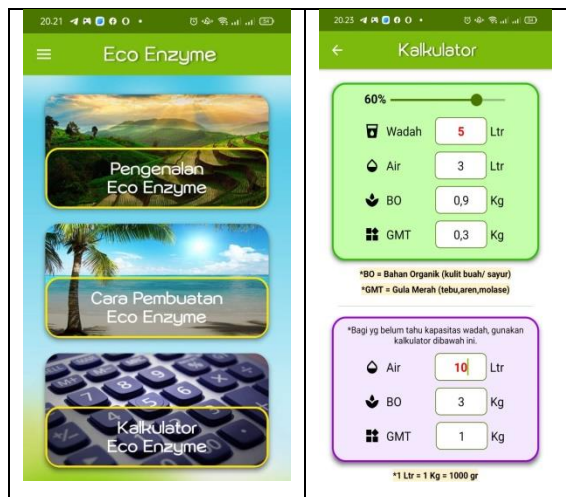 20.21
Eco Enzyme
Pengenalan
Eco Enzyme
Cara Pembuatan
Eco Enzyme
Kalkulator
Eco Enzyme
20.23
Kalkulator
60%
Wadah 5 Ltr
Air 3 Ltr
BO 0,9 Kg
GMT 0,3 Kg
*BO = Bahan Organik (kulit buah/ sayur)
*GMT = Gula Merah (tebu,aren,molase)
*Bagi yg belum tahu kapasitas wadah, gunakan
kalkulator dibawah ini.
Air 10 Ltr
BO 3 Kg
GMT 1 Kg
*1 Ltr = 1 Kg = 1000 gr